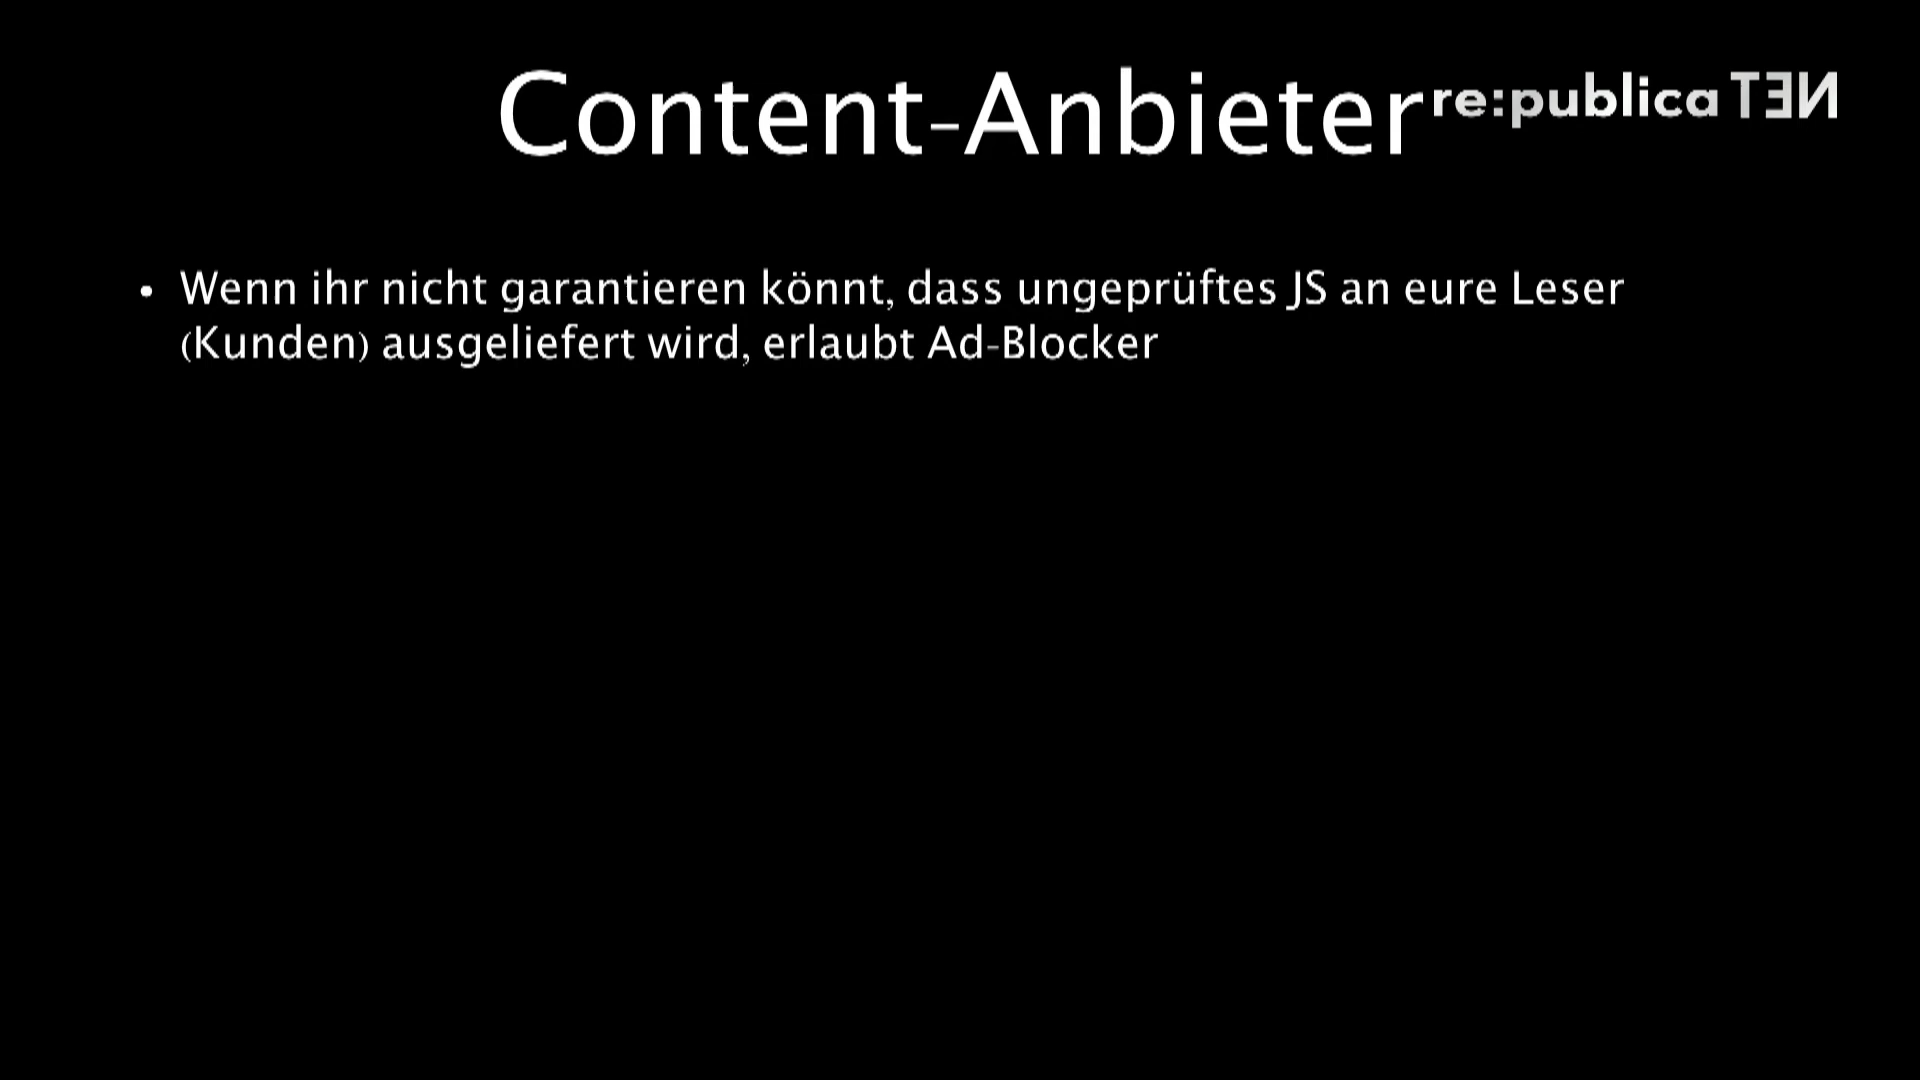 Content-Anbieter
re:publica TEN
• Wenn ihr nicht garantieren könnt, dass ungeprüftes JS an eure Leser
(Kunden) ausgeliefert wird, erlaubt Ad-Blocker